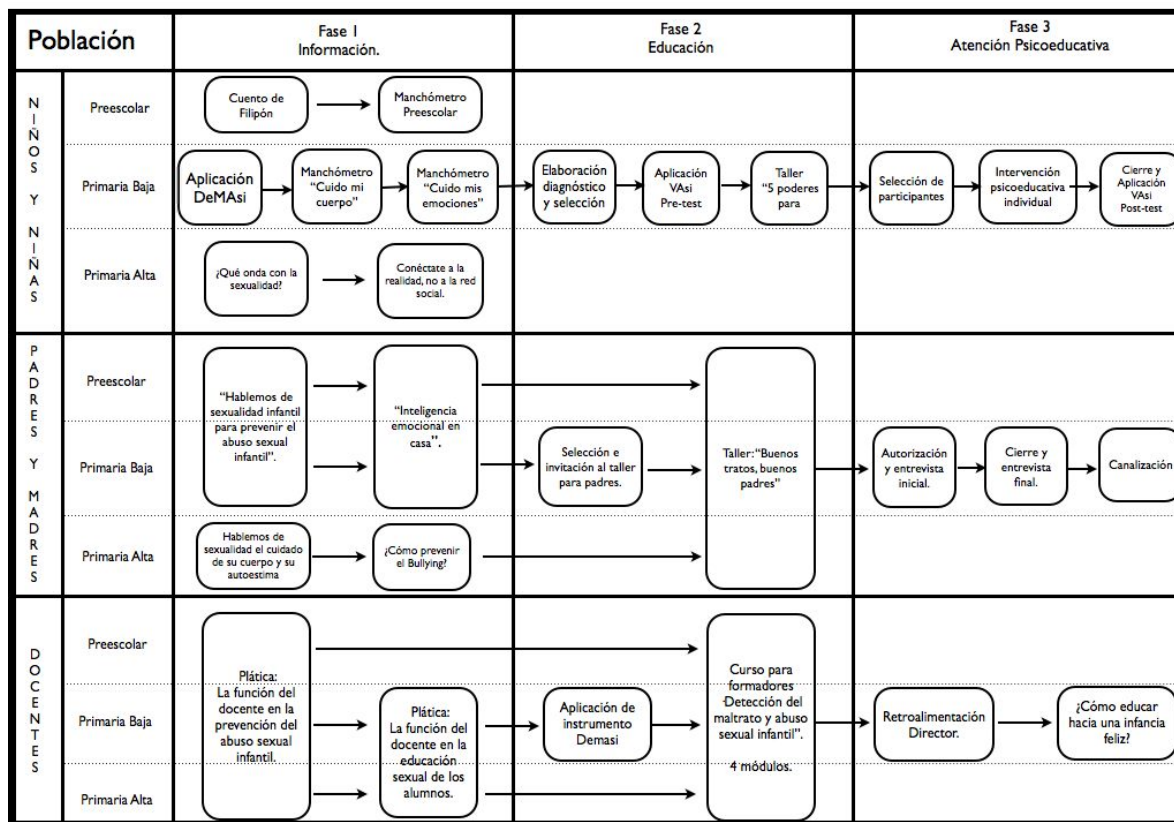 Población
Fase 1
Información.
Fase 2
Educación
Fase 3
Atención Psicoeducativa
NIÑOS Y NIÑAS
Preescolar
Cuento de
Filipón
Manchómetro
Preescolar
Primaria Baja
Aplicación
DeMAsi
Manchómetro
“Cuido mi
cuerpo”
Manchómetro
“Cuido mis
emociones”
Elaboración
diagnóstico
y selección
Aplicación
VAsi
Pre-test
Taller
“5 poderes
para
Selección de
participantes
Intervención
psicoeducativa
individual
Cierre y
Aplicación
VAsi
Post-test
Primaria Alta
¿Qué onda con la
sexualidad?
Conéctate a la
realidad, no a la red
social.
PADRES Y MADRES
Preescolar
“Hablemos de
sexualidad infantil
para prevenir el
abuso sexual
infantil”.
“Inteligencia
emocional en
casa”.
Primaria Baja
Selección e
invitación al taller
para padres.
Taller:“Buenos
tratos, buenos
padres”
Autorización
y entrevista
inicial.
Cierre y
entrevista
final.
Canalización
Primaria Alta
Hablemos de
sexualidad el cuidado
de su cuerpo y su
autoestima
¿Cómo prevenir
el Bullying?
DOCENTES
Preescolar
Plática:
La función del
docente en la
prevención del
abuso sexual
infantil.
Primaria Baja
Plática:
La función del
docente en la
educación
sexual de los
alumnos.
Aplicación de
instrumento
Demasi
Curso para
formadores
“Detección del
maltrato y abuso
sexual infantil”.
4 módulos.
Retroalimentación
Director.
¿Cómo educar
hacia una infancia
feliz?
Primaria Alta